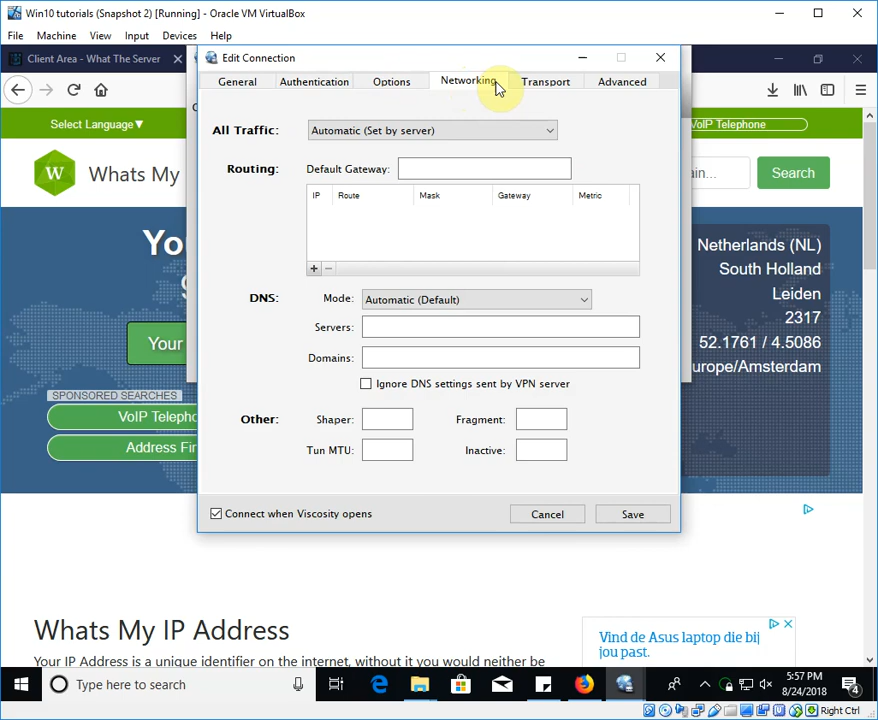 Win10 tutorials (Snapshot 2) [Running] - Oracle VM VirtualBox
File Machine View Input Devices Help
Client Area - What The Server
Edit Connection
General Authentication Options Networking Transport Advanced
Select Language▼
VoIP Telephone
W Whats My
ain...
Search
All Traffic: Automatic (Set by server)
Routing: Default Gateway:
IP Route Mask Gateway Metric
+ −
DNS: Mode: Automatic (Default)
Servers:
Domains:
Ignore DNS settings sent by VPN server
Other: Shaper: Fragment:
Tun MTU: Inactive:
Connect when Viscosity opens
Cancel Save
Yo
Your
Netherlands (NL)
South Holland
Leiden
2317
52.1761 / 4.5086
urope/Amsterdam
SPONSORED SEARCHES
VoIP Telepho
Address Fir
Whats My IP Address
Your IP Address is a unique identifier on the internet, without it you would neither be
Vind de Asus laptop die bij
jou past.
Type here to search
5:57 PM
8/24/2018
4
Right Ctrl